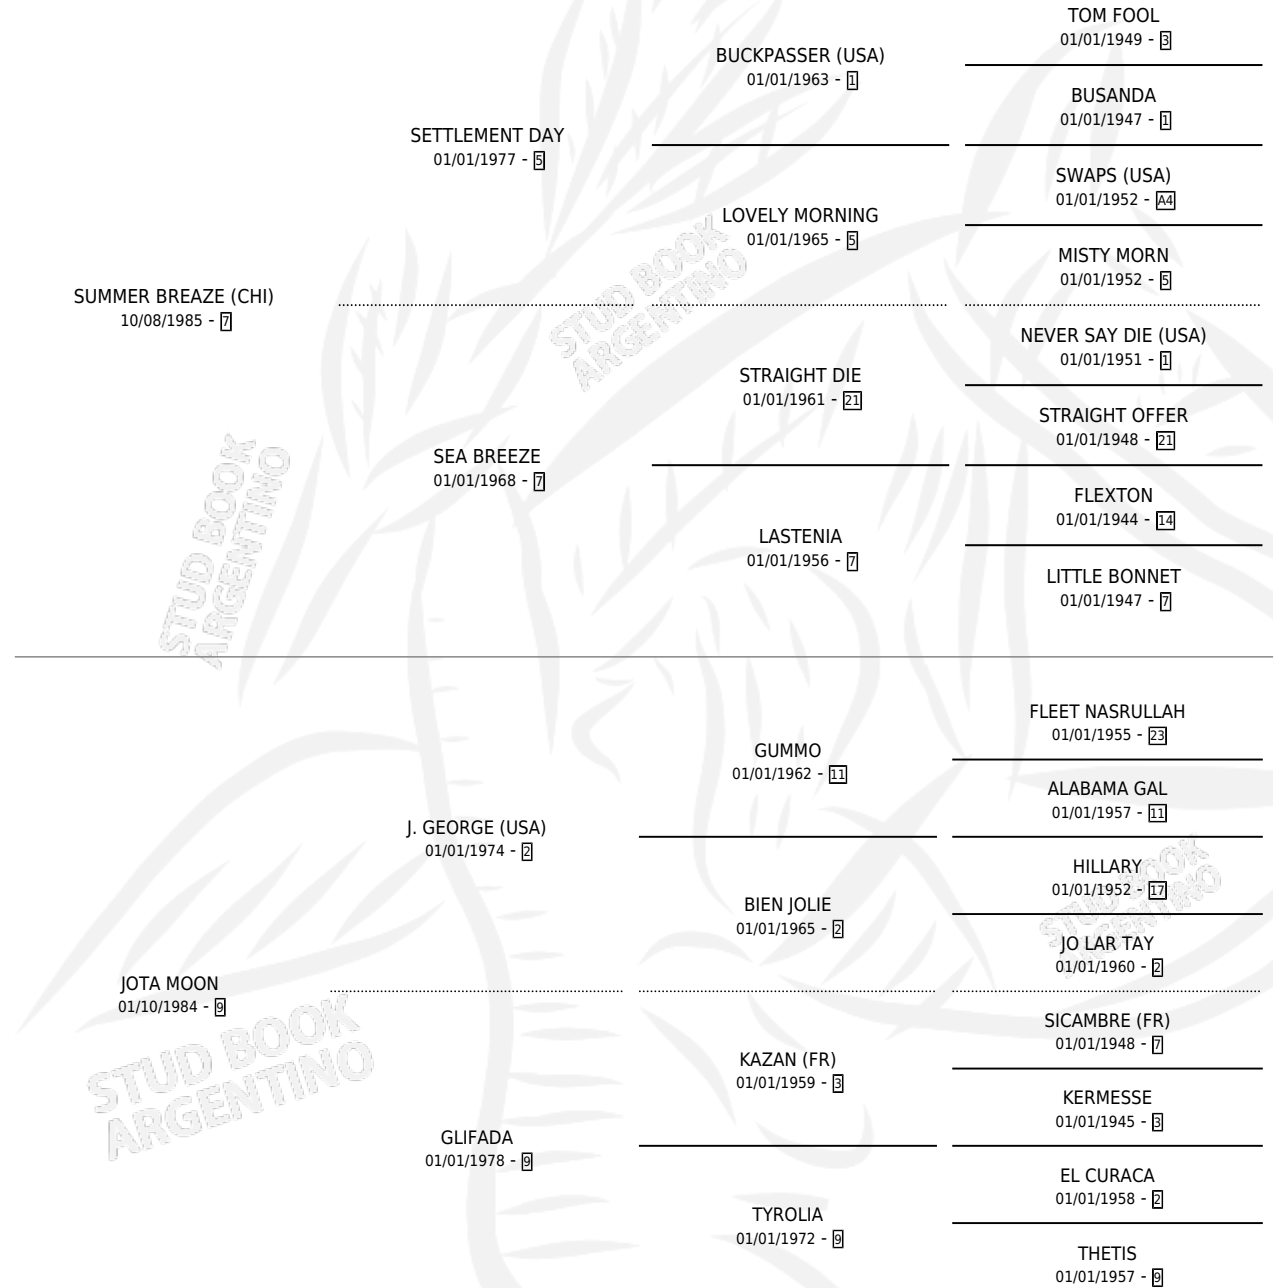 TOM FOOL
01/01/1949 - 3
BUCKPASSER (USA)
01/01/1963 - 1
BUSANDA
01/01/1947 - 1
SETTLEMENT DAY
01/01/1977 - 5
SWAPS (USA)
01/01/1952 - A4
LOVELY MORNING
01/01/1965 - 5
MISTY MORN
01/01/1952 - 5
SUMMER BREAZE (CHI)
10/08/1985 - 7
NEVER SAY DIE (USA)
01/01/1951 - 1
STRAIGHT DIE
01/01/1961 - 21
STRAIGHT OFFER
01/01/1948 - 21
SEA BREEZE
01/01/1968 - 7
FLEXTON
01/01/1944 - 14
LASTENIA
01/01/1956 - 7
LITTLE BONNET
01/01/1947 - 7
FLEET NASRULLAH
01/01/1955 - 23
GUMMO
01/01/1962 - 11
ALABAMA GAL
01/01/1957 - 11
J. GEORGE (USA)
01/01/1974 - 2
HILLARY
01/01/1952 - 17
BIEN JOLIE
01/01/1965 - 2
JO LAR TAY
01/01/1960 - 2
JOTA MOON
01/10/1984 - 9
SICAMBRE (FR)
01/01/1948 - 7
KAZAN (FR)
01/01/1959 - 3
KERMESSE
01/01/1945 - 3
GLIFADA
01/01/1978 - 9
EL CURACA
01/01/1958 - 2
TYROLIA
01/01/1972 - 9
THETIS
01/01/1957 - 9
STUD BOOK
ARGENTINO
STUD BOOK
ARGENTINO
STUD BOOK
ARGENTINO
STUD BOOK
ARGENTINO